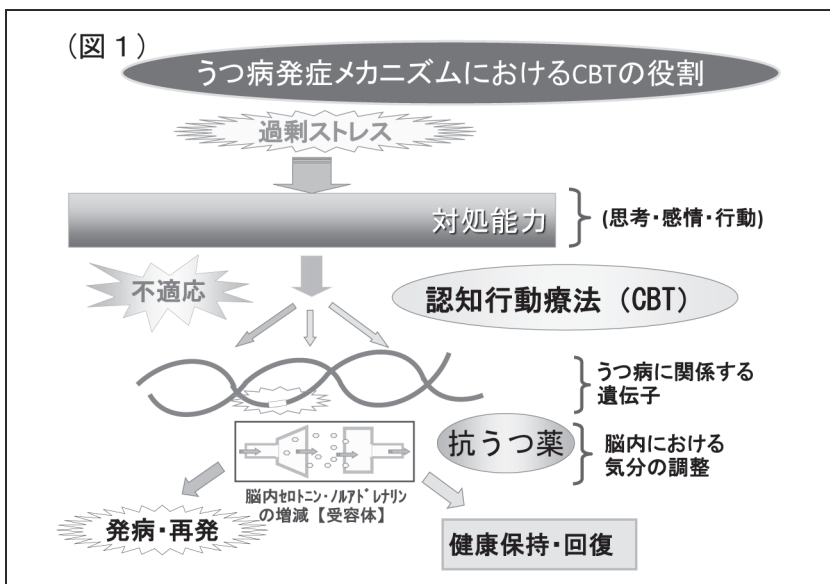 （図１）
うつ病発症メカニズムにおけるCBTの役割
過剰ストレス
対処能力
(思考・感情・行動)
不適応
認知行動療法（CBT）
うつ病に関係する
遺伝子
抗うつ薬
脳内における
気分の調整
脳内ｾﾛﾄﾆﾝ・ﾉﾙｱﾄﾞﾚﾅﾘﾝ
の増減【受容体】
発病・再発
健康保持・回復